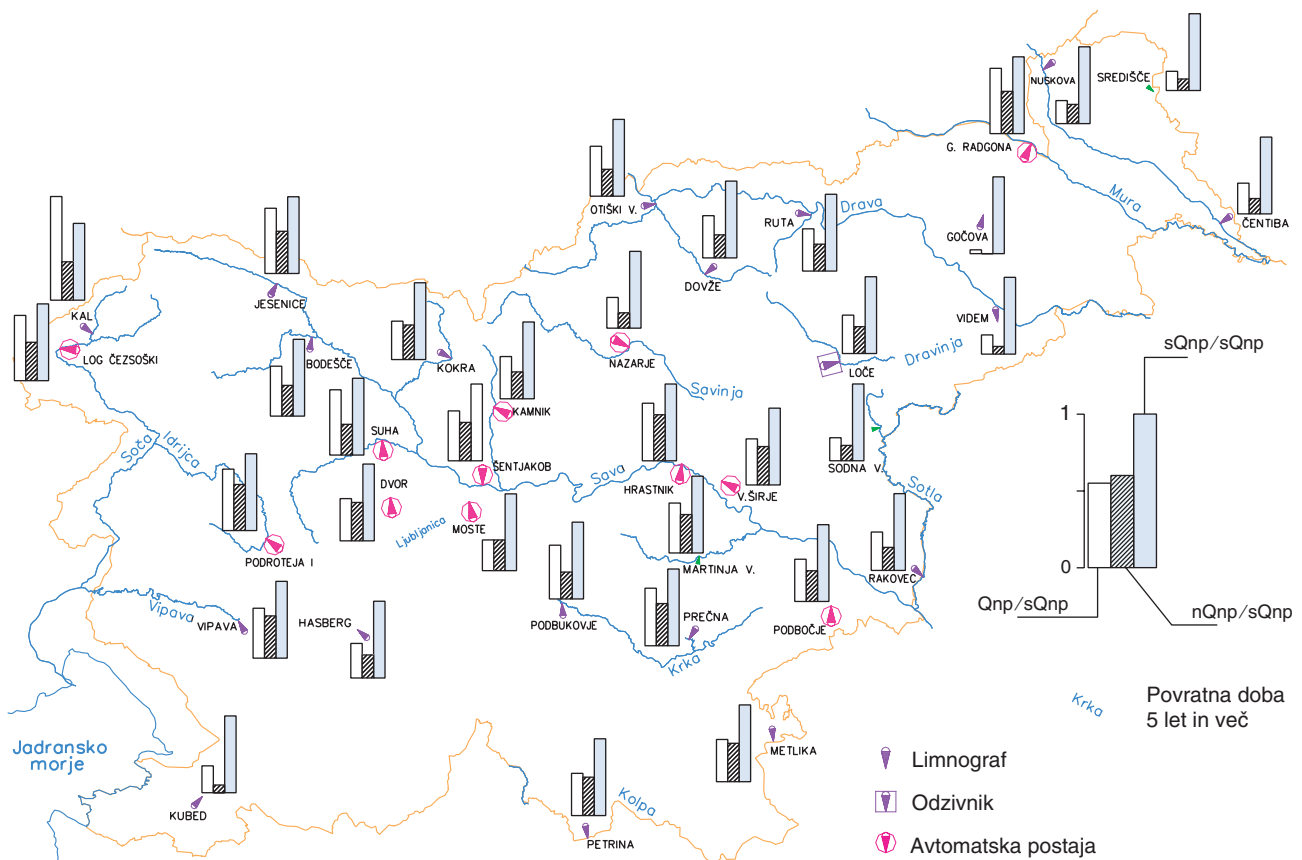 NUSKOVA
SREDIŠČE
G. RADGONA
Mura
OTIŠKI V.
RUTA
Drava
ČENTIBA
GOČOVA
DOVŽE
JESENICE
KAL
LOG ČEZSOŠKI
BODEŠČE
KOKRA
NAZARJE
VIDEM
LOČE
Dravinja
sQnp/sQnp
KAMNIK
Savinja
1
SUHA
Soča
Idrijca
ŠENTJAKOB
Sava
HRASTNIK
SODNA V.
DVOR
V.ŠIRJE
Sotla
MOSTE
Ljubljanica
PODROTEJA I
MARTINJA V.
RAKOVEC
0
Qnp/sQnp
nQnp/sQnp
Vipava
VIPAVA
HASBERG
PODBUKOVJE
PREČNA
PODBOČJE
Krka
Krka
Povratna doba
5 let in več
Jadransko
morje
METLIKA
Limnograf
Kolpa
Odzivnik
KUBED
PETRINA
Avtomatska postaja